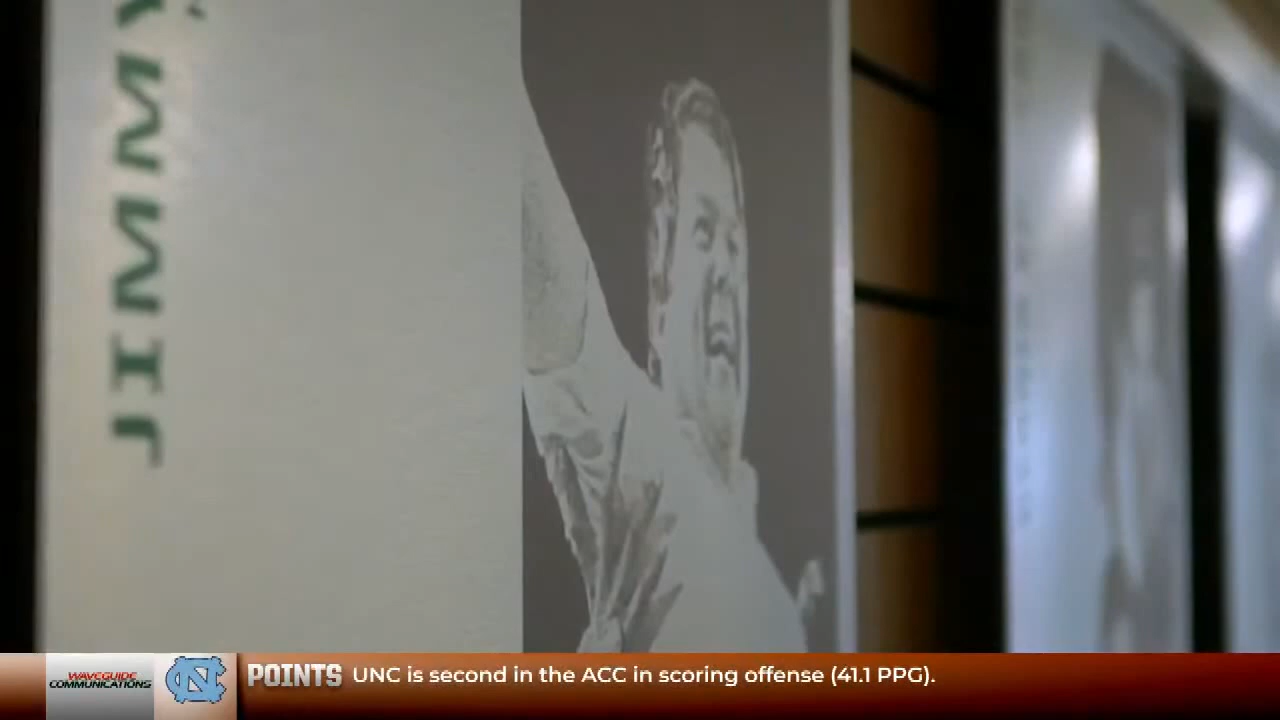 JIMMY
WAVEGUIDE
COMMUNICATIONS
NC
POINTS UNC is second in the ACC in scoring offense (41.1 PPG).